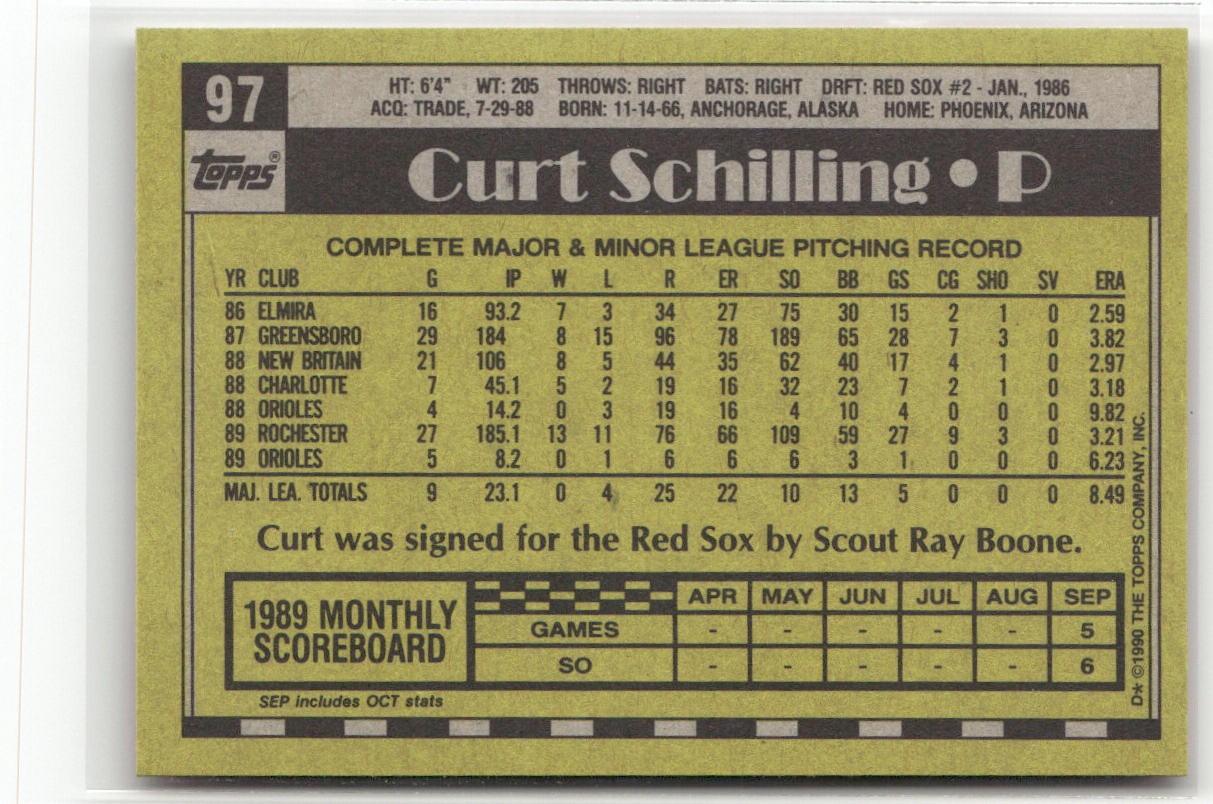 97
HT: 6'4" WT: 205 THROWS: RIGHT BATS: RIGHT DRFT: RED SOX #2 - JAN., 1986
ACQ: TRADE, 7-29-88 BORN: 11-14-66, ANCHORAGE, ALASKA HOME: PHOENIX, ARIZONA
TOPPS®
Curt Schilling • P
COMPLETE MAJOR & MINOR LEAGUE PITCHING RECORD
YR CLUB G IP W L R ER SO BB GS CG SHO SV ERA
86 ELMIRA 16 93.2 7 3 34 27 75 30 15 2 1 0 2.59
87 GREENSBORO 29 184 8 15 96 78 189 65 28 7 3 0 3.82
88 NEW BRITAIN 21 106 8 5 44 35 62 40 17 4 1 0 2.97
88 CHARLOTTE 7 45.1 5 2 19 16 32 23 7 2 1 0 3.18
88 ORIOLES 4 14.2 0 3 19 16 4 10 4 0 0 0 9.82
89 ROCHESTER 27 185.1 13 11 76 66 109 59 27 9 3 0 3.21
89 ORIOLES 5 8.2 0 1 6 6 6 3 1 0 0 0 6.23
MAJ. LEA. TOTALS 9 23.1 0 4 25 22 10 13 5 0 0 0 8.49
Curt was signed for the Red Sox by Scout Ray Boone.
1989 MONTHLY
SCOREBOARD
APR MAY JUN JUL AUG SEP
GAMES - - - - - 5
SO - - - - - 6
SEP includes OCT stats
D* ©1990 THE TOPPS COMPANY, INC.